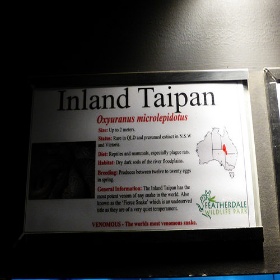 Inland Taipan
Oxyuranus microlepidotus
Size: Up to 2 meters.
Status: Rare in QLD and presumed extinct in N.S.W
and Victoria.
Diet: Reptiles and mammals, especially plague rats.
Habitat: Dry dark soils of the river floodplains.
Breeding: Produces between twelve to twenty eggs
in spring.
General Information: The Inland Taipan has the
most potent venom of any snake in the world. Also
known as the "Fierce Snake" which is an undeserved
title as they are of a very quiet temperament.
VENOMOUS - The worlds most venomous snake.
FEATHERDALE
WILDLIFE PARK